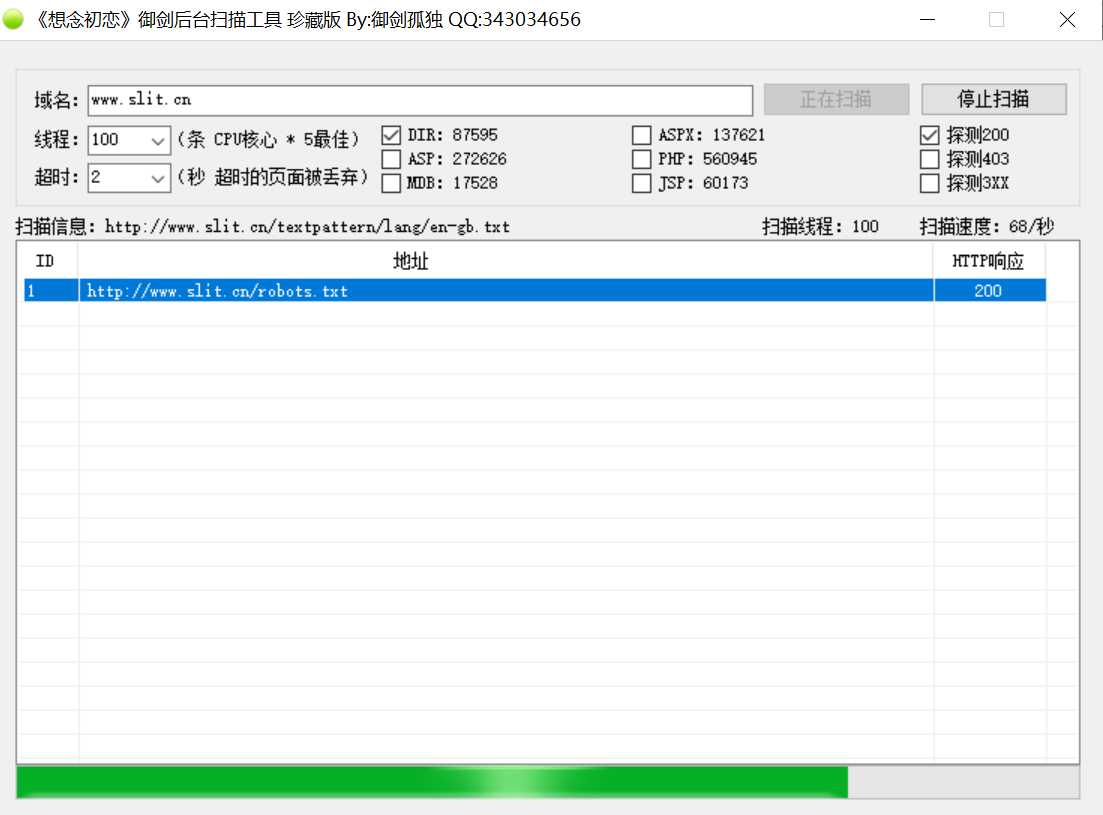 《想念初恋》御剑后台扫描工具 珍藏版 By:御剑孤独 QQ:343034656
域名: www.slit.cn 正在扫描 停止扫描
线程: 100 (条 CPU核心 * 5最佳) DIR: 87595 ASPX: 137621 探测200
ASP: 272626 PHP: 560945 探测403
超时: 2 (秒 超时的页面被丢弃) MDB: 17528 JSP: 60173 探测3XX
扫描信息: http://www.slit.cn/textpattern/lang/en-gb.txt 扫描线程: 100 扫描速度: 68/秒
ID 地址 HTTP响应
1 http://www.slit.cn/robots.txt 200